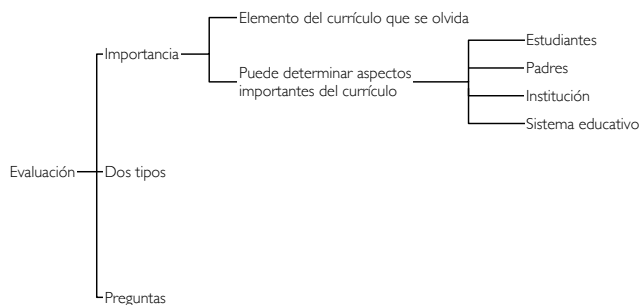 Elemento del currículo que se olvida
Importancia
Puede determinar aspectos
importantes del currículo
Estudiantes
Padres
Institución
Sistema educativo
Evaluación
Dos tipos
Preguntas